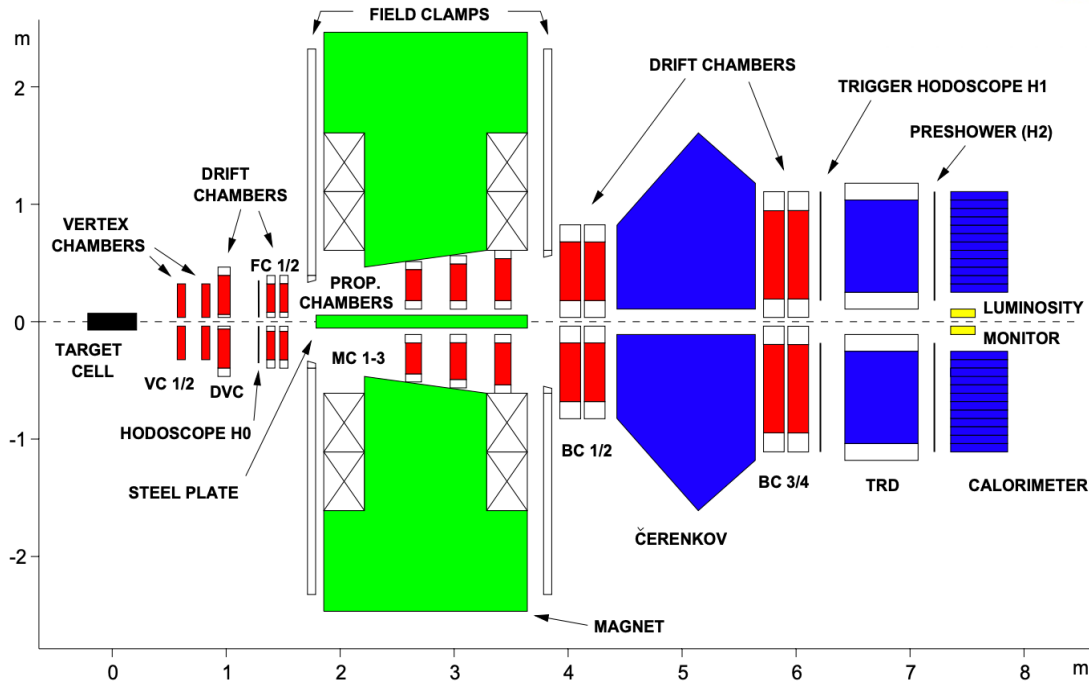 FIELD CLAMPS
m
2
DRIFT CHAMBERS
TRIGGER HODOSCOPE H1
PRESHOWER (H2)
DRIFT
CHAMBERS
1
VERTEX
CHAMBERS
FC 1/2
PROP.
CHAMBERS
0
LUMINOSITY
MONITOR
TARGET
CELL
MC 1-3
VC 1/2
DVC
-1
HODOSCOPE H0
BC 1/2
STEEL PLATE
BC 3/4
TRD
CALORIMETER
ČERENKOV
-2
MAGNET
0 1 2 3 4 5 6 7 8 m